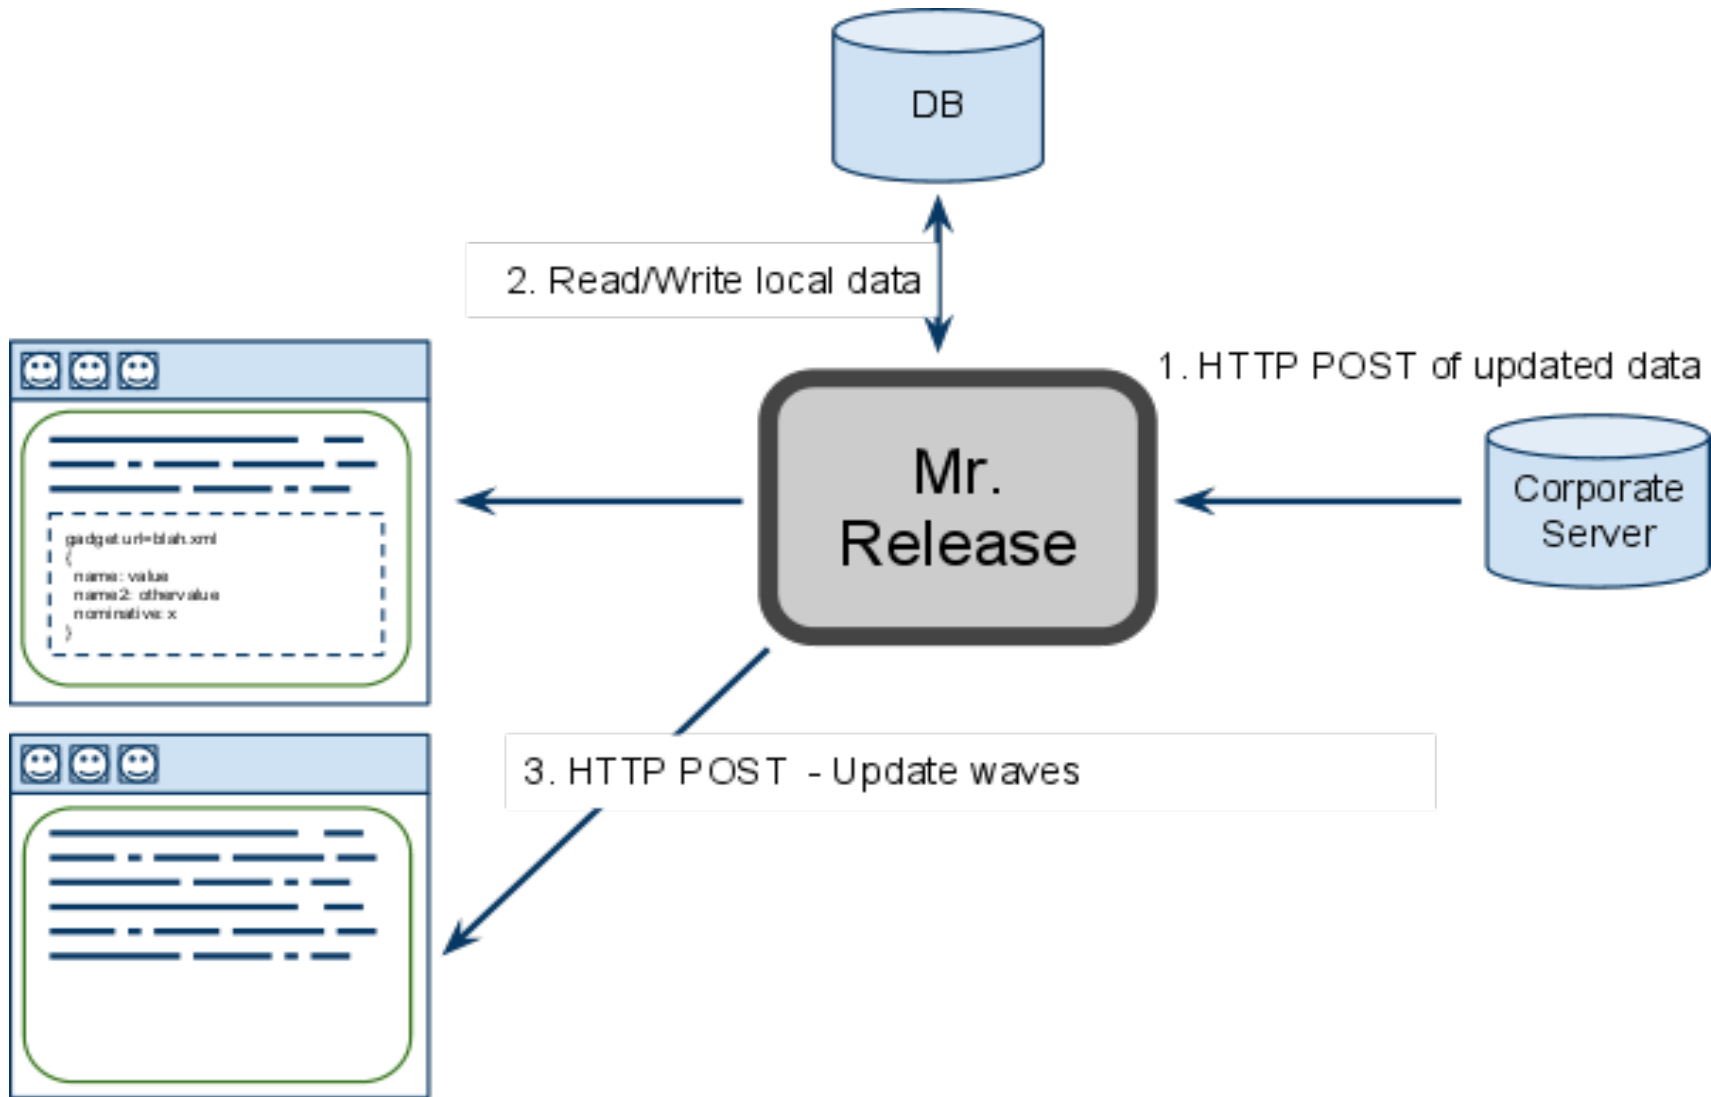 DB
2. Read/Write local data
1. HTTP POST of updated data
Mr.
Release
Corporate
Server
gadget url=blah.xml
{
name: value
name2: othervalue
nominative: x
}
3. HTTP POST - Update waves